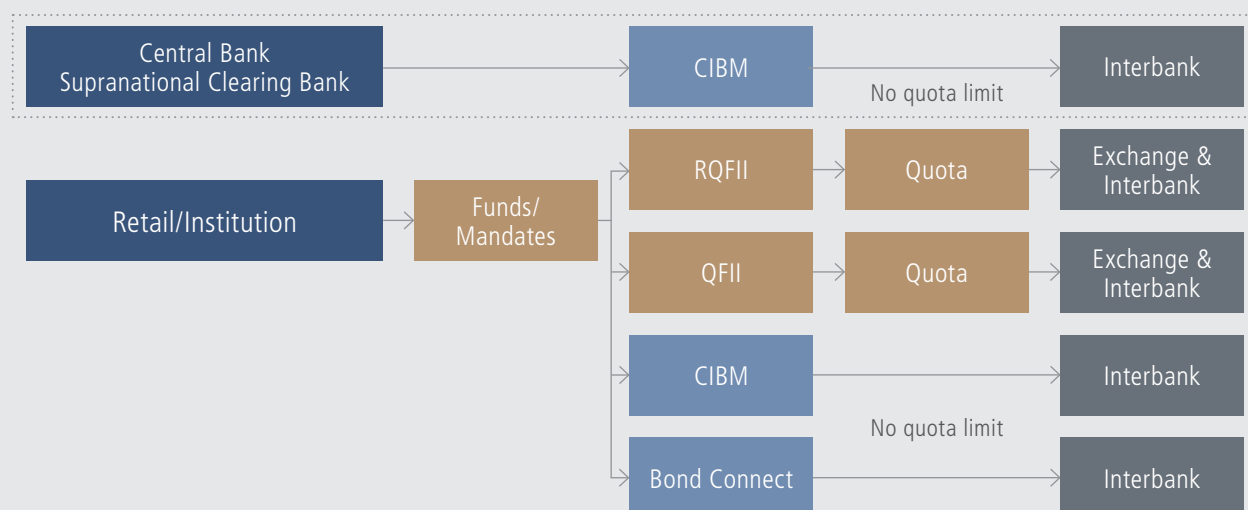 Central Bank
Supranational Clearing Bank
CIBM
No quota limit
Interbank
Retail/Institution
Funds/
Mandates
RQFII
Quota
Exchange &
Interbank
QFII
Quota
Exchange &
Interbank
CIBM
Interbank
No quota limit
Bond Connect
Interbank